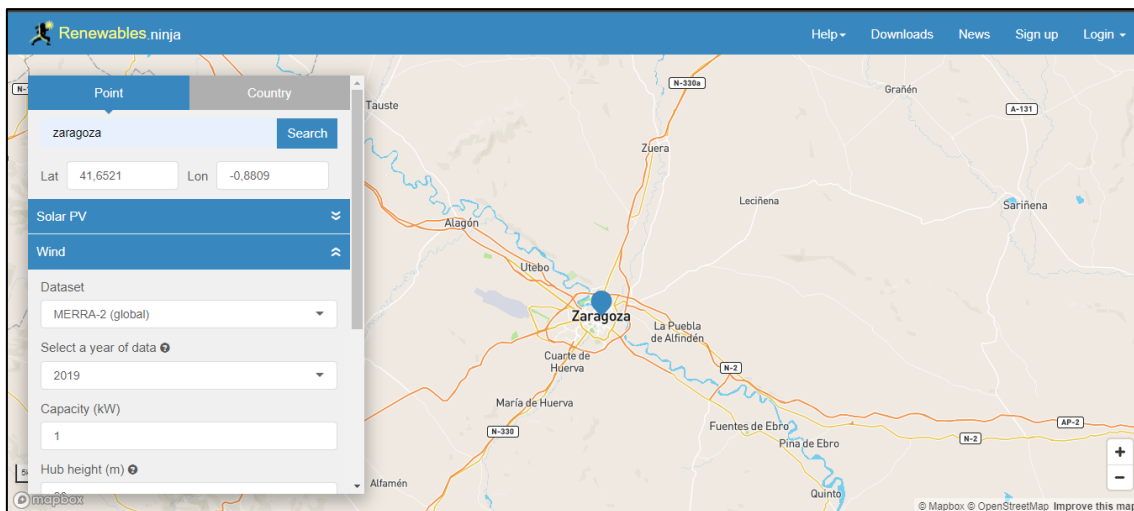 Renewables.ninja
Help
Downloads
News
Sign up
Login
Point
Country
zaragoza
Search
Lat
41,6521
Lon
-0,8809
Solar PV
Wind
Dataset
MERRA-2 (global)
Select a year of data
2019
Capacity (kW)
1
Hub height (m)
Tauste
N-330a
Grañén
A-131
Zuera
Leciñena
Sariñena
Alagón
Utebo
Zaragoza
La Puebla
de Alfindén
Cuarte de
Huerva
N-2
María de Huerva
N-330
Fuentes de Ebro
AP-2
N-2
Pina de Ebro
Alfamén
Quinto
+
−
mapbox
© Mapbox © OpenStreetMap Improve this map